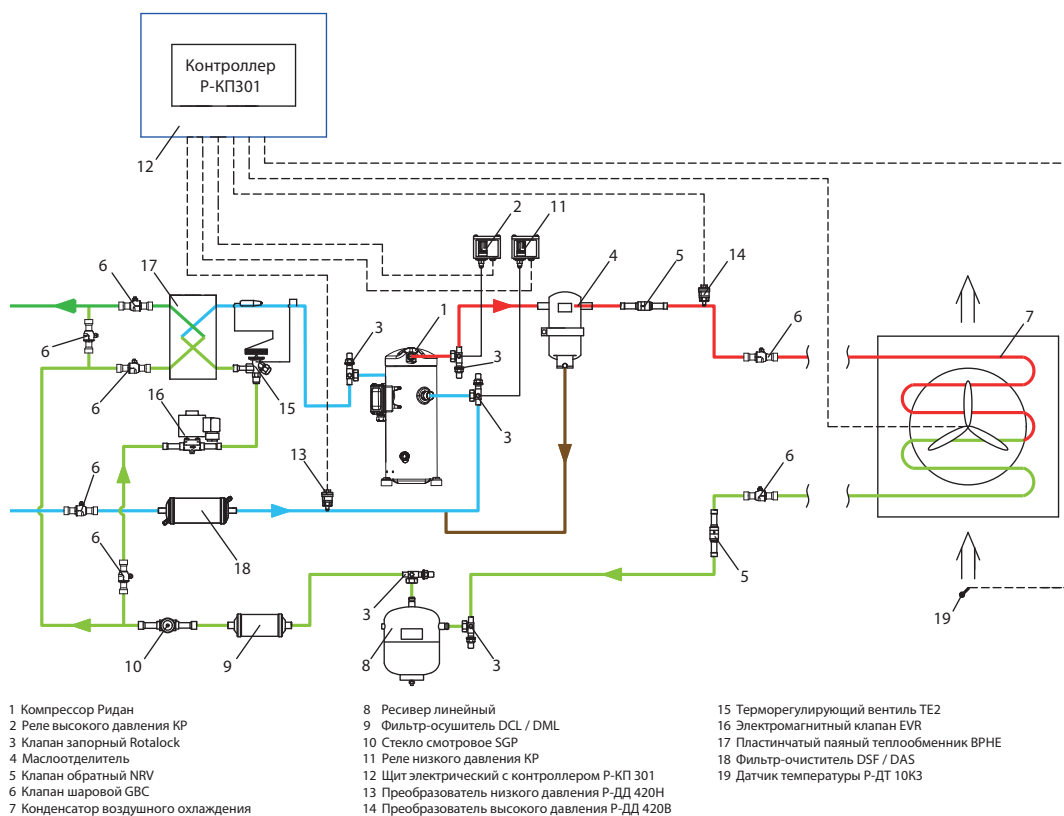 Контроллер
Р-КП301
12
2
11
6
17
4
5
14
1
3
6
7
6
3
3
6
15
16
13
6
6
18
6
5
19
3
10
9
8
3
1 Компрессор Ридан
2 Реле высокого давления КР
3 Клапан запорный Rotalock
4 Маслоотделитель
5 Клапан обратный NRV
6 Клапан шаровой GBC
7 Конденсатор воздушного охлаждения
8 Ресивер линейный
9 Фильтр-осушитель DCL / DML
10 Стекло смотровое SGP
11 Реле низкого давления КР
12 Щит электрический с контроллером Р-КП 301
13 Преобразователь низкого давления Р-ДД 420Н
14 Преобразователь высокого давления Р-ДД 420В
15 Терморегулирующий вентиль ТЕ2
16 Электромагнитный клапан EVR
17 Пластинчатый паяный теплообменник BPHE
18 Фильтр-очиститель DSF / DAS
19 Датчик температуры Р-ДТ 10К3